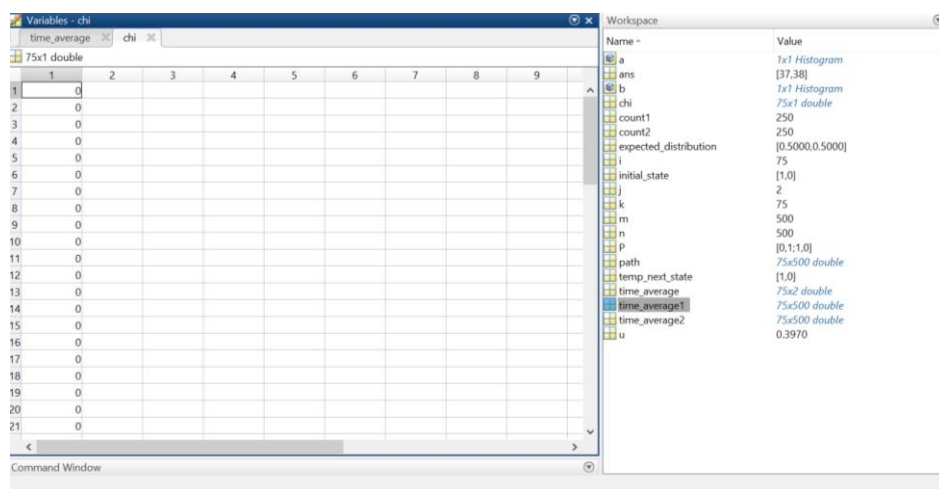 Variables - chi
time_average chi
75x1 double
1 2 3 4 5 6 7 8 9
1 0
2 0
3 0
4 0
5 0
6 0
7 0
8 0
9 0
10 0
11 0
12 0
13 0
14 0
15 0
16 0
17 0
18 0
19 0
20 0
21 0
Command Window
Workspace
Name Value
a 1x1 Histogram
ans [37,38]
b 1x1 Histogram
chi 75x1 double
count1 250
count2 250
expected_distribution [0.5000,0.5000]
i 75
initial_state [1,0]
j 2
k 75
m 500
n 500
P [0,1;1,0]
path 75x500 double
temp_next_state [1,0]
time_average 75x2 double
time_average1 75x500 double
time_average2 75x500 double
u 0.3970